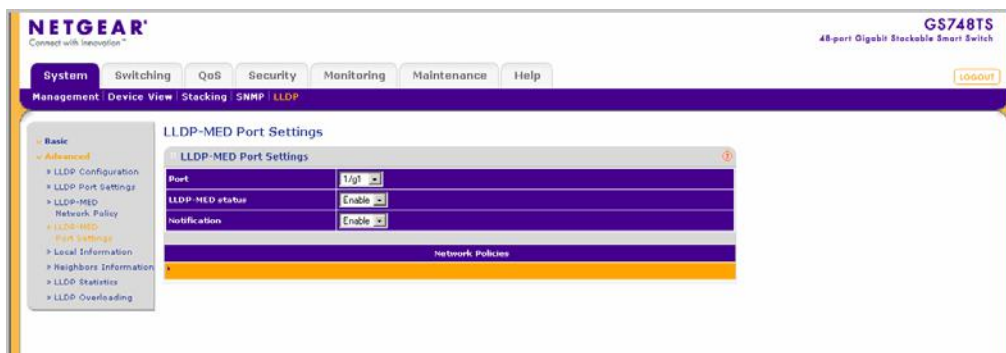 NETGEAR®
Connect with Innovation™
GS748TS
48-port Gigabit Stackable Smart Switch
System Switching QoS Security Monitoring Maintenance Help
LOGOUT
Management Device View Stacking SNMP LLDP
Basic
Advanced
LLDP Configuration
LLDP Port Settings
LLDP-MED
Network Policy
LLDP-MED
Port Settings
Local Information
Neighbors Information
LLDP Statistics
LLDP Overloading
LLDP-MED Port Settings
LLDP-MED Port Settings
Port 1/g1
LLDP-MED status Enable
Notification Enable
Network Policies